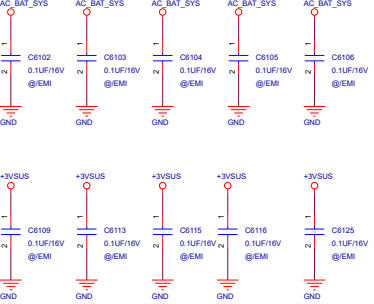 AC_BAT_SYS AC_BAT_SYS AC_BAT_SYS AC_BAT_SYS AC_BAT_SYS
1 1 1 1 1
C6102 C6103 C6104 C6105 C6106
2 0.1UF/16V 2 0.1UF/16V 2 0.1UF/16V 2 0.1UF/16V 2 0.1UF/16V
@/EMI @/EMI @/EMI @/EMI @/EMI
GND GND GND GND GND
+3VSUS +3VSUS +3VSUS +3VSUS +3VSUS
1 1 1 1 1
C6109 C6113 C6115 C6116 C6125
2 0.1UF/16V 2 0.1UF/16V 2 0.1UF/16V 2 0.1UF/16V 2 0.1UF/16V
@/EMI @/EMI @/EMI @/EMI @/EMI
GND GND GND GND GND